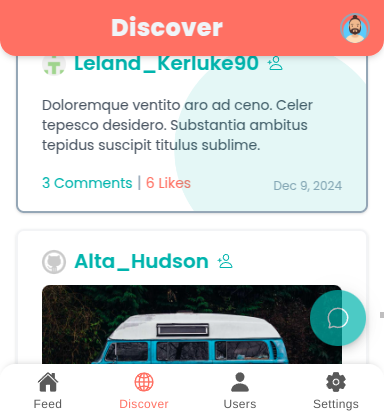 Discover
Leland_Kerluke90
Doloremque ventito aro ad ceno. Celer
tepesco desidero. Substantia ambitus
tepidus suscipit titulus sublime.
3 Comments | 6 Likes
Dec 9, 2024
Alta_Hudson
Feed
Discover
Users
Settings